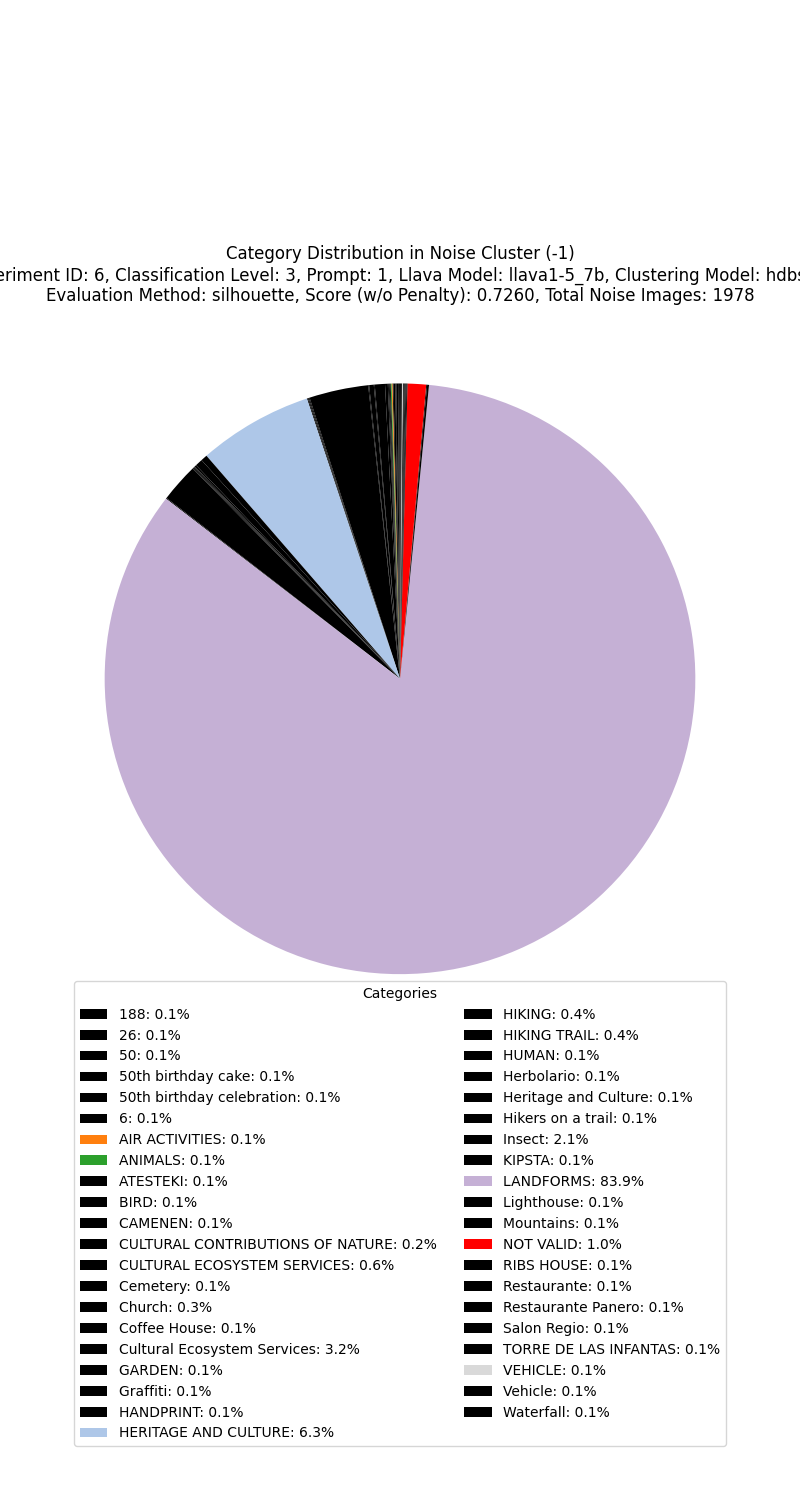 Category Distribution in Noise Cluster (-1)
eriment ID: 6, Classification Level: 3, Prompt: 1, Llava Model: llava1-5_7b, Clustering Model: hdbs
Evaluation Method: silhouette, Score (w/o Penalty): 0.7260, Total Noise Images: 1978
Categories
188: 0.1%
26: 0.1%
50: 0.1%
50th birthday cake: 0.1%
50th birthday celebration: 0.1%
6: 0.1%
AIR ACTIVITIES: 0.1%
ANIMALS: 0.1%
ATESTEKI: 0.1%
BIRD: 0.1%
CAMENEN: 0.1%
CULTURAL CONTRIBUTIONS OF NATURE: 0.2%
CULTURAL ECOSYSTEM SERVICES: 0.6%
Cemetery: 0.1%
Church: 0.3%
Coffee House: 0.1%
Cultural Ecosystem Services: 3.2%
GARDEN: 0.1%
Graffiti: 0.1%
HANDPRINT: 0.1%
HERITAGE AND CULTURE: 6.3%
HIKING: 0.4%
HIKING TRAIL: 0.4%
HUMAN: 0.1%
Herbolario: 0.1%
Heritage and Culture: 0.1%
Hikers on a trail: 0.1%
Insect: 2.1%
KIPSTA: 0.1%
LANDFORMS: 83.9%
Lighthouse: 0.1%
Mountains: 0.1%
NOT VALID: 1.0%
RIBS HOUSE: 0.1%
Restaurante: 0.1%
Restaurante Panero: 0.1%
Salon Regio: 0.1%
TORRE DE LAS INFANTAS: 0.1%
VEHICLE: 0.1%
Vehicle: 0.1%
Waterfall: 0.1%